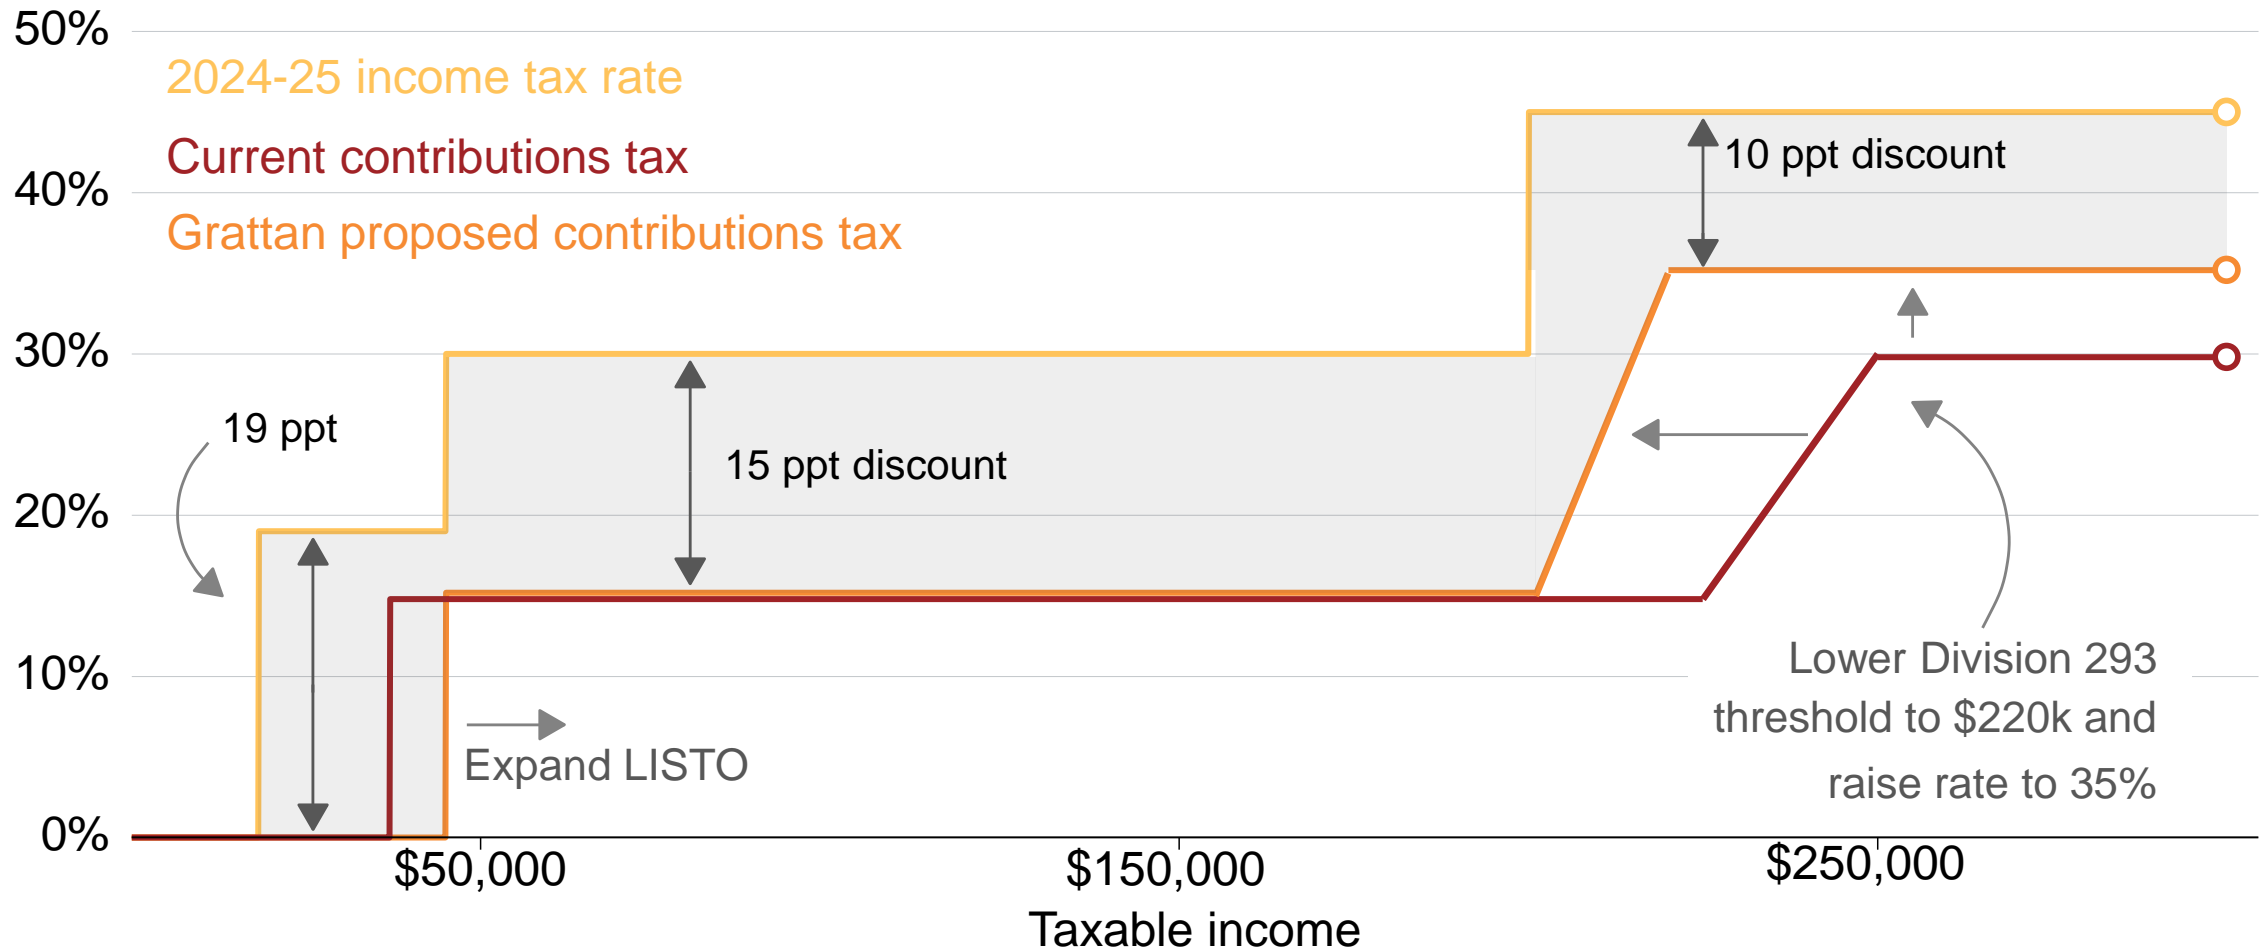 50%
2024-25 income tax rate
Current contributions tax
10 ppt discount
40%
Grattan proposed contributions tax
30%
19 ppt
15 ppt discount
20%
Lower Division 293
threshold to $220k and
raise rate to 35%
10%
Expand LISTO
0%
$50,000
$150,000
$250,000
Taxable income